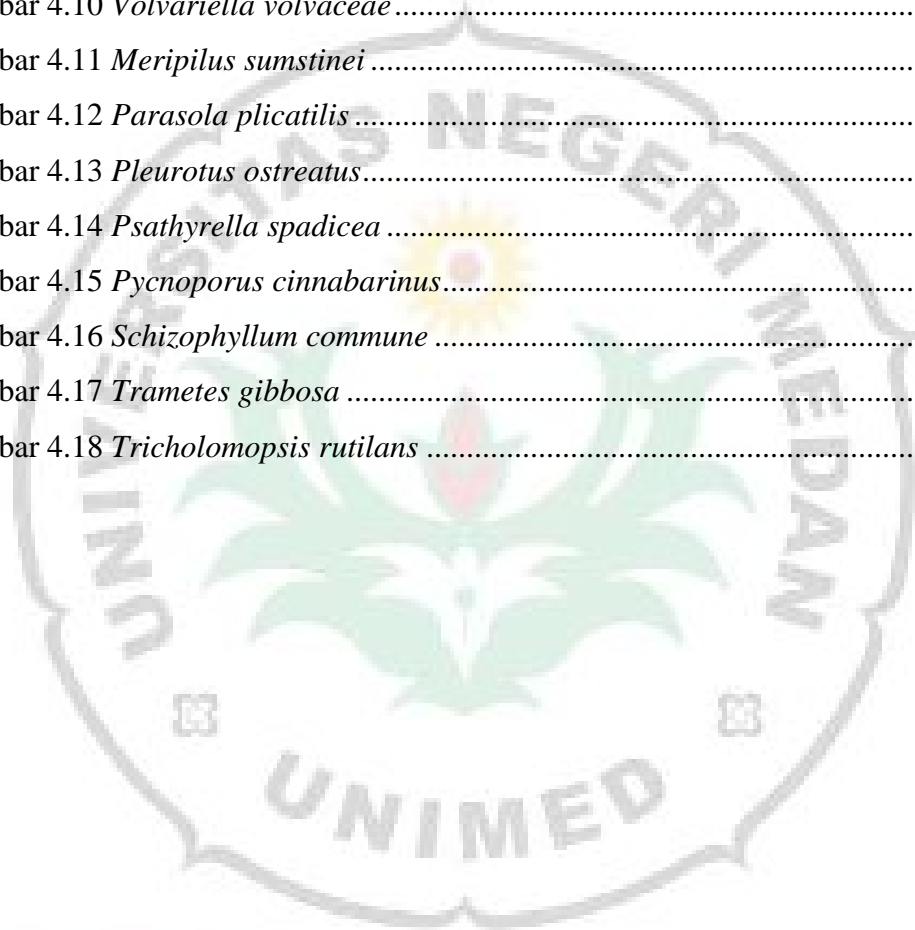 bar 4.10 Volvariella volvaceae
bar 4.11 Meripilus sumstinei
bar 4.12 Parasola plicatilis
bar 4.13 Pleurotus ostreatus
bar 4.14 Psathyrella spadicea
bar 4.15 Pycnoporus cinnabarinus
bar 4.16 Schizophyllum commune
bar 4.17 Trametes gibbosa
bar 4.18 Tricholomopsis rutilans
UNIVERSITAS NEGERI MEDAN
UNIMED